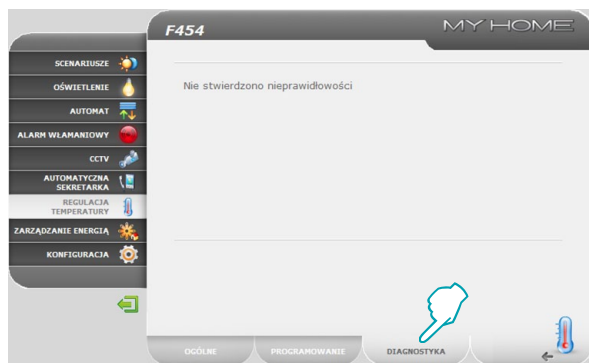 F454
MY HOME
SCENARIUSZE
OŚWIETLENIE
AUTOMAT
ALARM WŁAMANIOWY
CCTV
AUTOMATYCZNA
SEKRETARKA
REGULACJA
TEMPERATURY
ZARZĄDZANIE ENERGIĄ
KONFIGURACJA
Nie stwierdzono nieprawidłowości
OGÓLNE
PROGRAMOWANIE
DIAGNOSTYKA